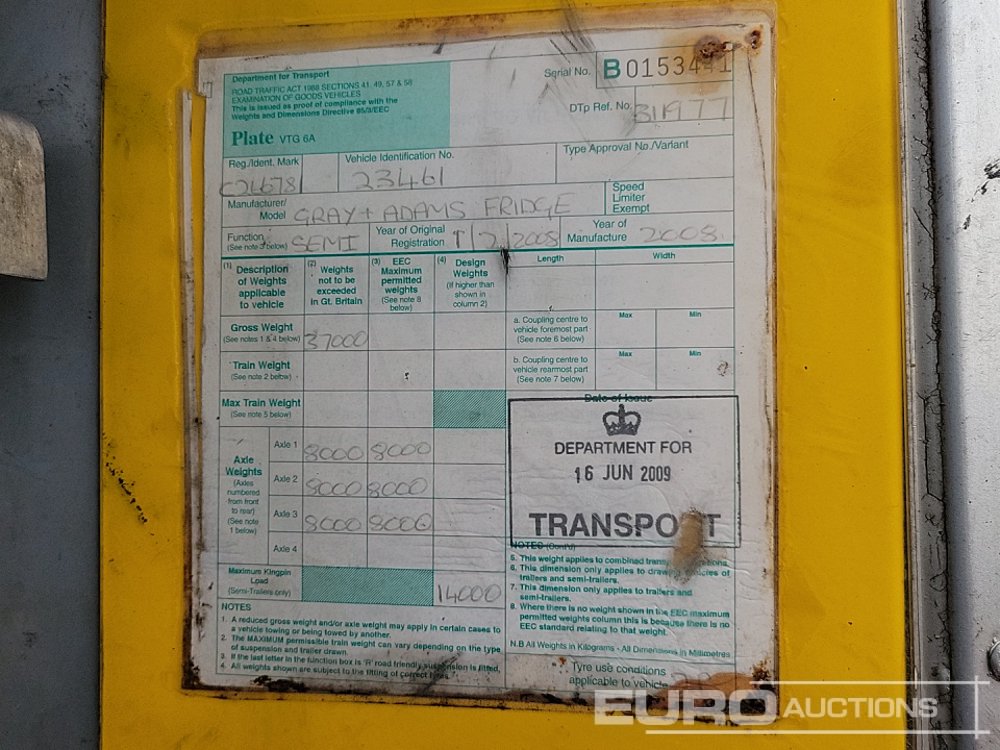 Department for Transport
ROAD TRAFFIC ACT 1988 SECTIONS 41, 49, 57 & 58
EXAMINATION OF GOODS VEHICLES
This is issued as proof of compliance with the
Weights and Dimensions Directive 85/3/EEC
Plate VTG 6A
Serial No. B 0153441
DTp Ref. No. 311977
Reg./Ident. Mark
C214678
Vehicle Identification No.
23461
Type Approval No./Variant
Manufacturer/
Model GRAY + ADAMS FRIDGE
Speed
Limiter
Exempt
Function
(See note 3 below) SEMI
Year of Original
Registration 1/2/2008
Year of
Manufacture 2008
(1) Description
of Weights
applicable
to vehicle
(2) Weights
not to be
exceeded
in Gt. Britain
(3) EEC
Maximum
permitted
weights
(See note 8
below)
(4) Design
Weights
(If higher than
shown in
column 2)
Length
Width
Gross Weight
(See notes 1 & 4 below) 37000
a. Coupling centre to
vehicle foremost part
(See note 6 below)
Max
Min
Train Weight
(See note 2 below)
b. Coupling centre to
vehicle rearmost part
(See note 7 below)
Max
Min
Max Train Weight
(See note 5 below)
Date of Issue
DEPARTMENT FOR
16 JUN 2009
TRANSPORT
Axle
Weights
(Axles
numbered
from front
to rear)
(See note
1 below)
Axle 1 8000 8000
Axle 2 8000 8000
Axle 3 8000 8000
Axle 4
Maximum Kingpin
Load
(Semi-Trailers only) 14000
NOTES
1. A reduced gross weight and/or axle weight may apply in certain cases to
a vehicle towing or being towed by another.
2. The MAXIMUM permissible train weight can vary depending on the type
of suspension and trailer drawn.
3. If the last letter in the function box is 'R' road friendly suspension is fitted.
4. All weights shown are subject to the fitting of correct tyres.
NOTES (Cont'd)
5. This weight applies to combined transport operations.
6. This dimension only applies to drawing vehicles of
trailers and semi-trailers.
7. This dimension only applies to trailers and
semi-trailers.
8. Where there is no weight shown in the EEC maximum
permitted weights column this is because there is no
EEC standard relating to that weight.
N.B All Weights in Kilograms - All Dimensions in Millimetres
Tyre use conditions
applicable to vehicle
EURO AUCTIONS